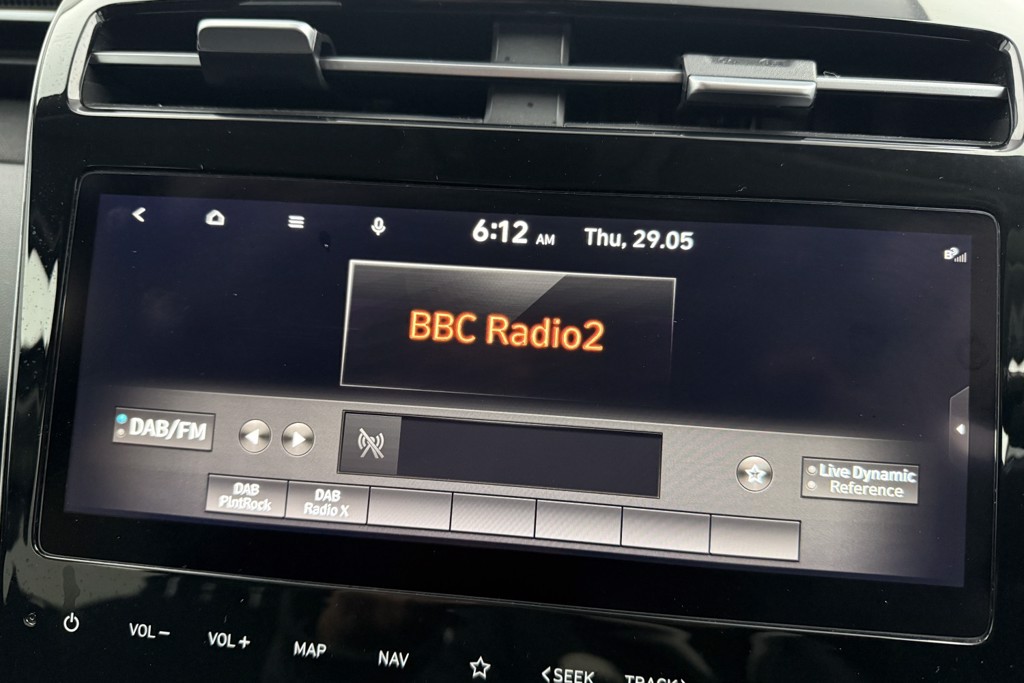 6:12 AM Thu, 29.05
B
BBC Radio2
DAB/FM
Live Dynamic
Reference
DAB
PlntRock
DAB
Radio X
VOL−
VOL+
MAP
NAV
<SEEK
TRACK>